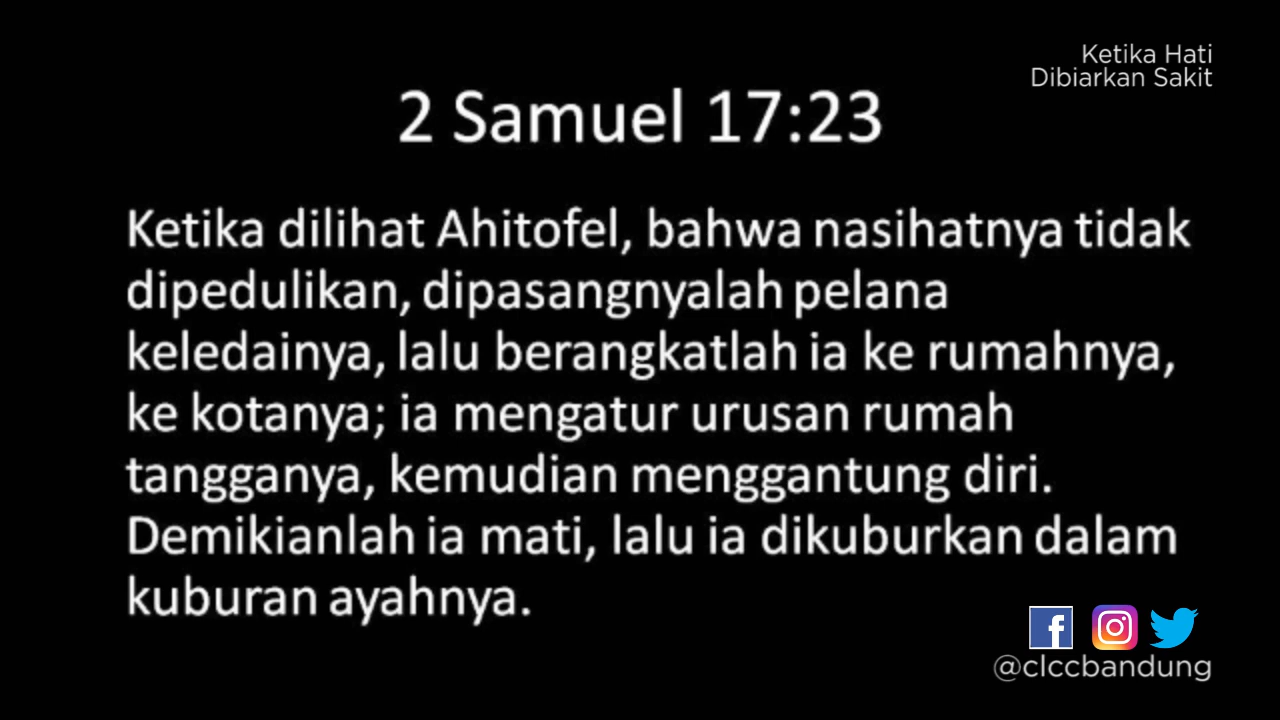 Ketika Hati
Dibiarkan Sakit
2 Samuel 17:23
Ketika dilihat Ahitofel, bahwa nasihatnya tidak
dipedulikan, dipasangnyalah pelana
keledainya, lalu berangkatlah ia ke rumahnya,
ke kotanya; ia mengatur urusan rumah
tangganya, kemudian menggantung diri.
Demikianlah ia mati, lalu ia dikuburkan dalam
kuburan ayahnya.
@clccbandung